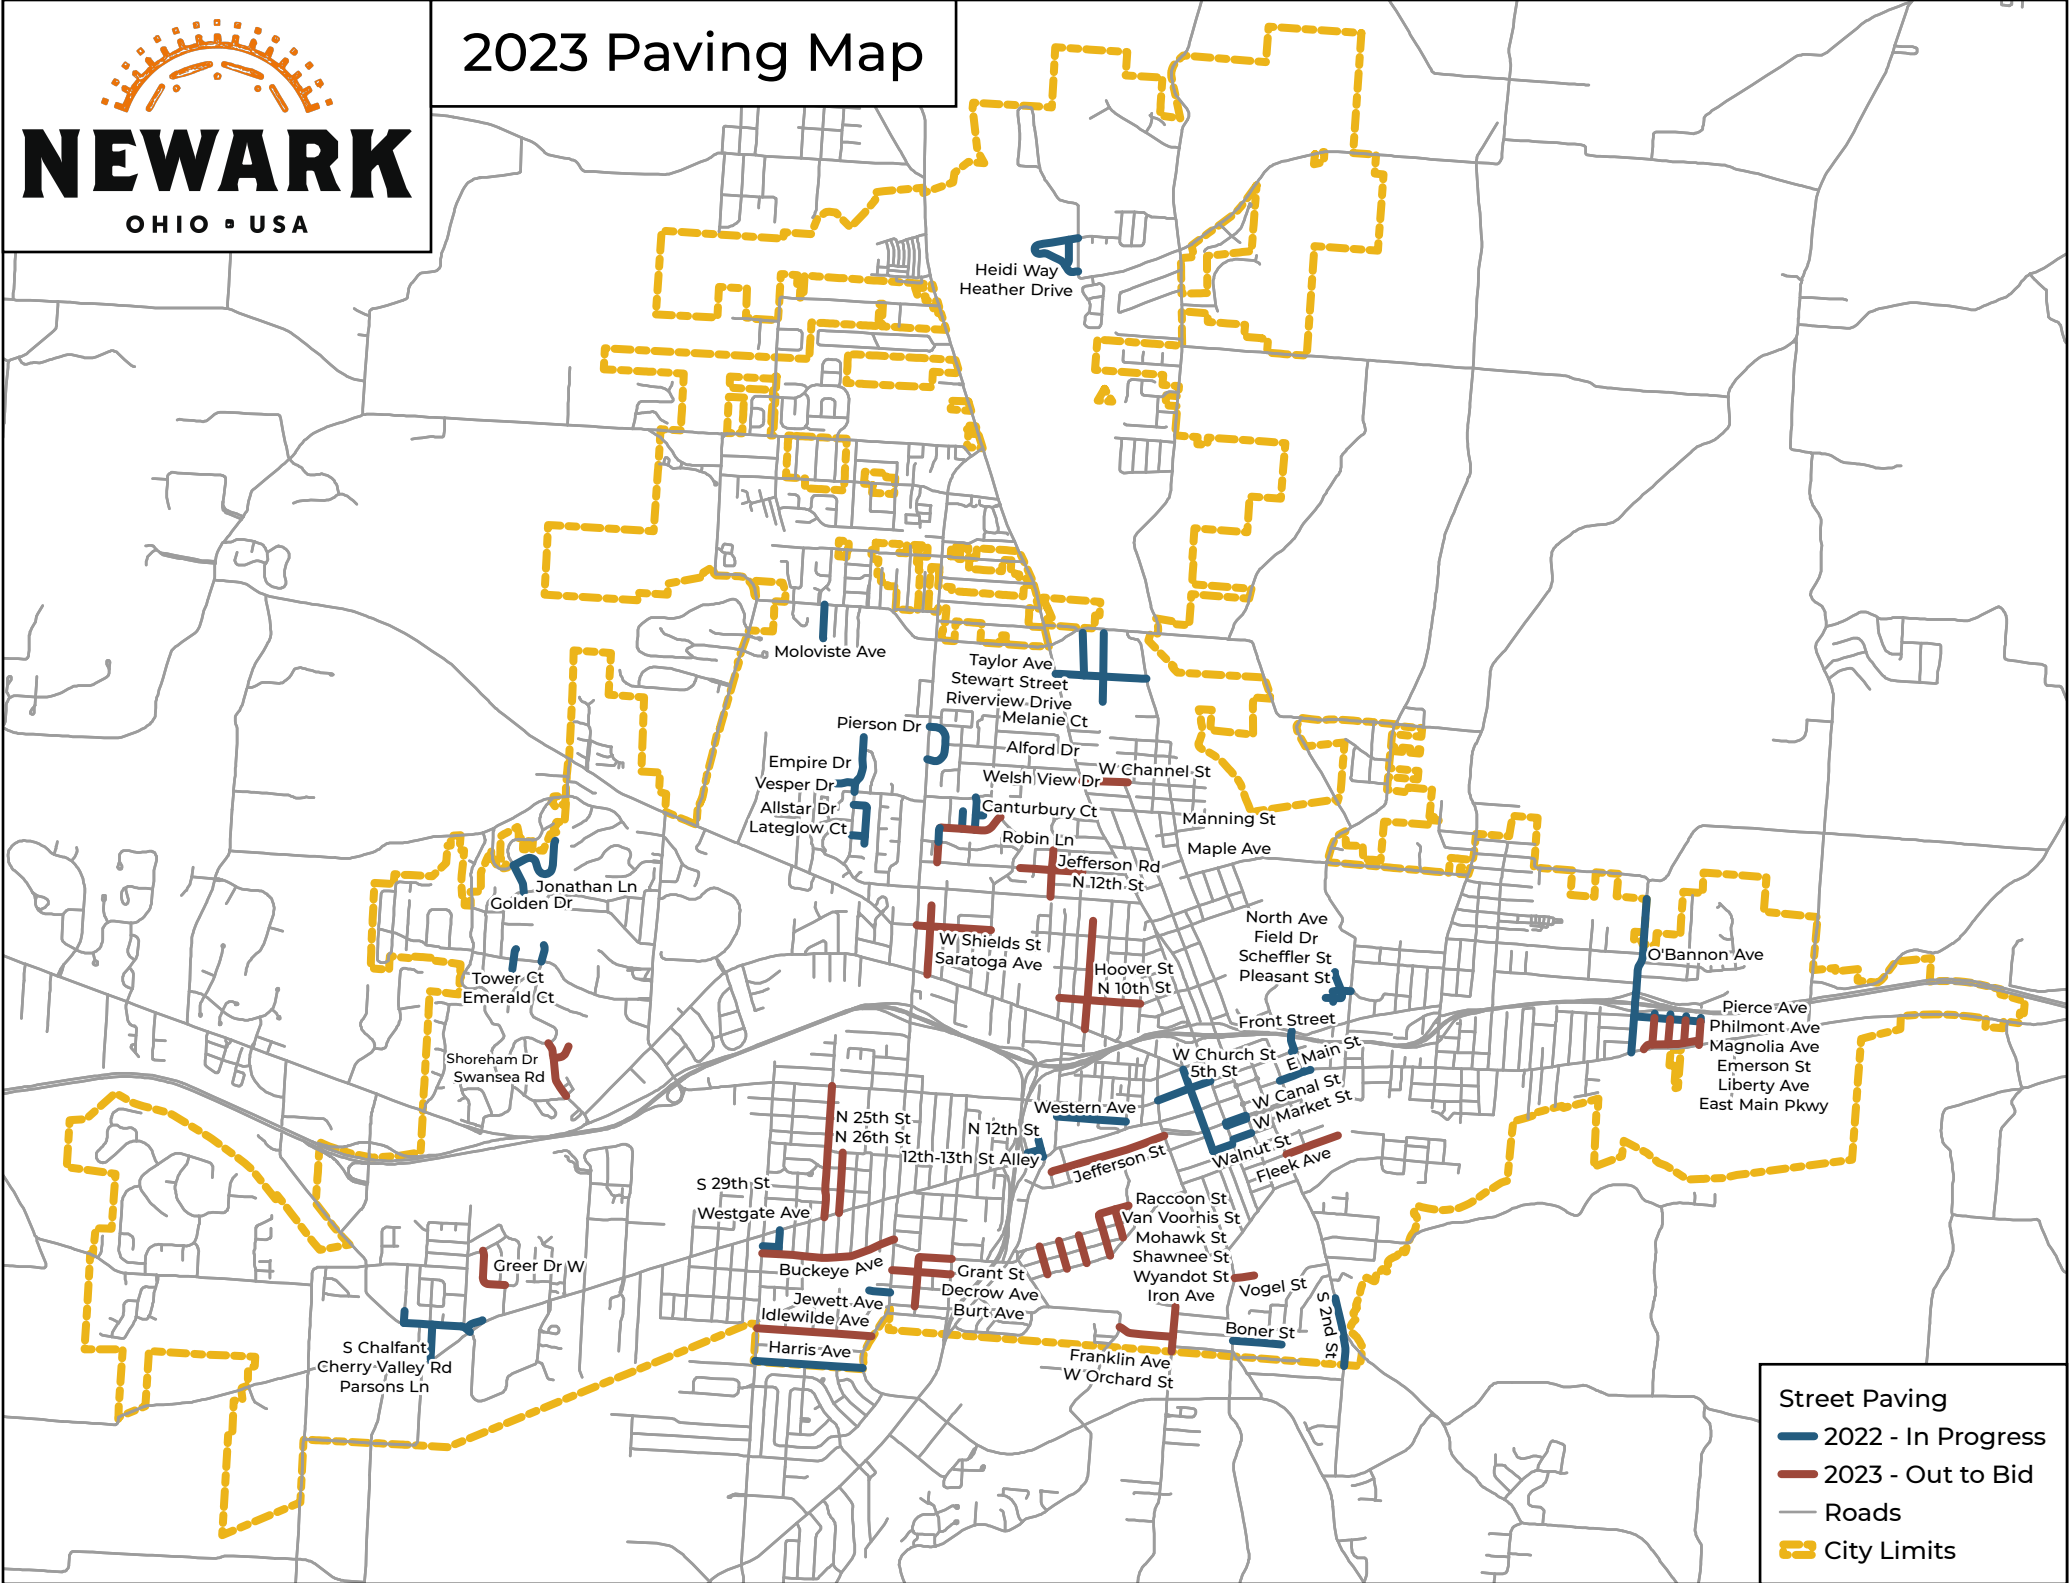 NEWARK
OHIO ▪ USA
2023 Paving Map
Heidi Way
Heather Drive
Moloviste Ave
Taylor Ave
Stewart Street
Riverview Drive
Melanie Ct
Pierson Dr
Alford Dr
Empire Dr
Vesper Dr
Welsh View Dr
W Channel St
Allstar Dr
Lateglow Ct
Canturbury Ct
Manning St
Robin Ln
Maple Ave
Jefferson Rd
N 12th St
Jonathan Ln
Golden Dr
North Ave
Field Dr
Scheffler St
Pleasant St
W Shields St
Saratoga Ave
O'Bannon Ave
Hoover St
N 10th St
Tower Ct
Emerald Ct
Pierce Ave
Philmont Ave
Magnolia Ave
Emerson St
Liberty Ave
East Main Pkwy
Front Street
E Main St
Shoreham Dr
Swansea Rd
W Church St
5th St
W Canal St
W Market St
Western Ave
N 25th St
N 26th St
N 12th St
12th-13th St Alley
Jefferson St
Walnut St
Fleek Ave
S 29th St
Westgate Ave
Raccoon St
Van Voorhis St
Mohawk St
Shawnee St
Wyandot St
Iron Ave
Vogel St
Greer Dr W
Buckeye Ave
Grant St
Decrow Ave
Burt Ave
Jewett Ave
Idlewilde Ave
Harris Ave
S 2nd St
Boner St
S Chalfant
Cherry Valley Rd
Parsons Ln
Franklin Ave
W Orchard St
Street Paving
2022 - In Progress
2023 - Out to Bid
Roads
City Limits